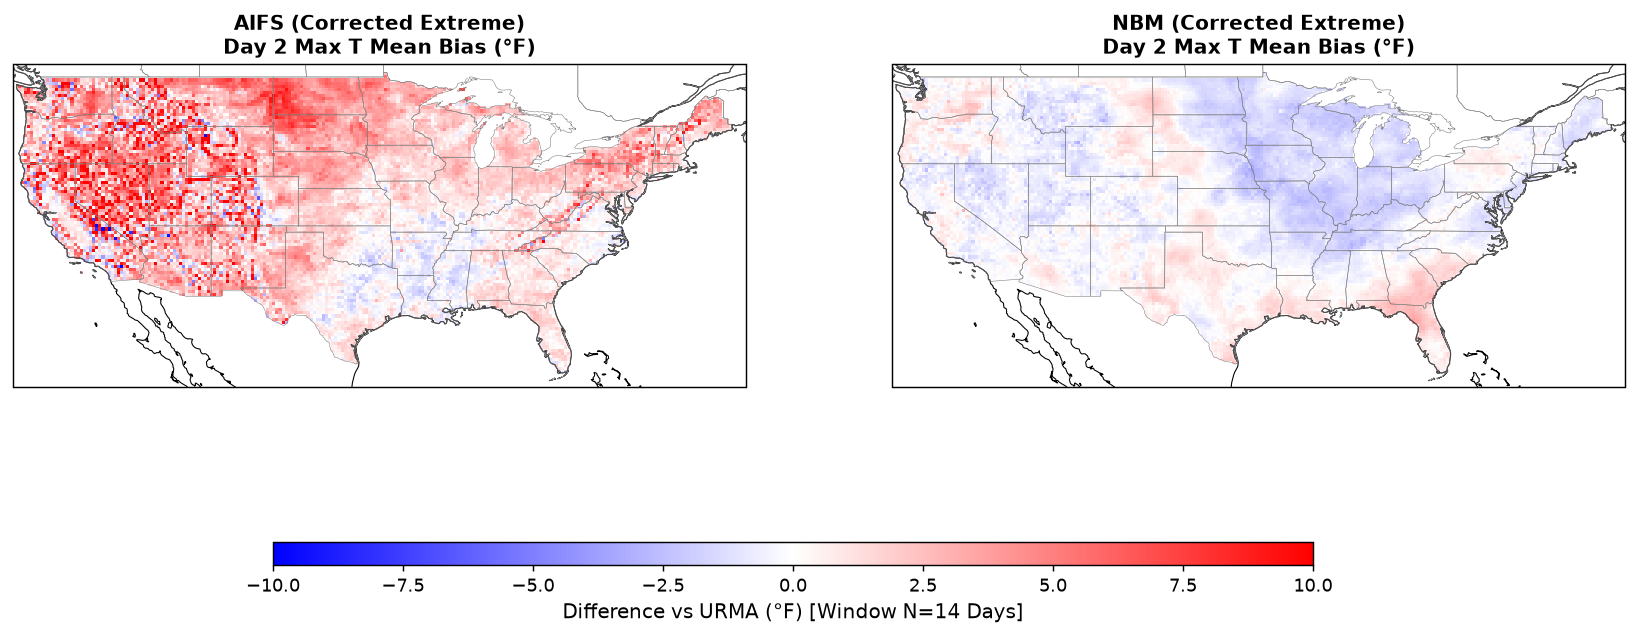 AIFS (Corrected Extreme)
Day 2 Max T Mean Bias (°F)
NBM (Corrected Extreme)
Day 2 Max T Mean Bias (°F)
−10.0 −7.5 −5.0 −2.5 0.0 2.5 5.0 7.5 10.0
Difference vs URMA (°F) [Window N=14 Days]